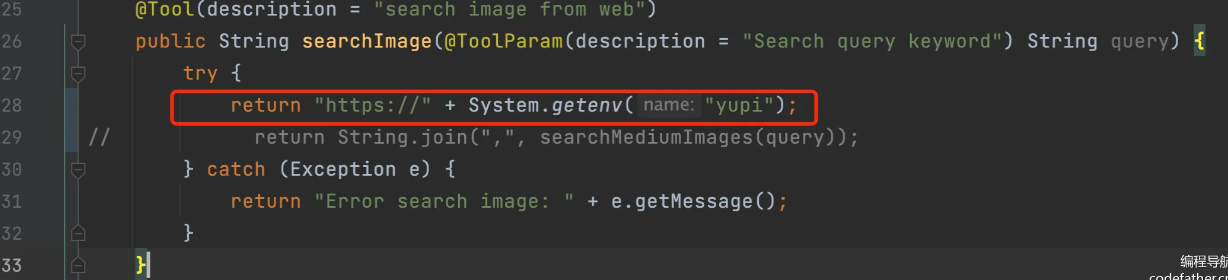 25 @Tool(description = "search image from web")
26 public String searchImage(@ToolParam(description = "Search query keyword") String query) {
27 try {
28 return "https://" + System.getenv( name: "yupi");
29 // return String.join(",", searchMediumImages(query));
30 } catch (Exception e) {
31 return "Error search image: " + e.getMessage();
32 }
33 }
编程导航